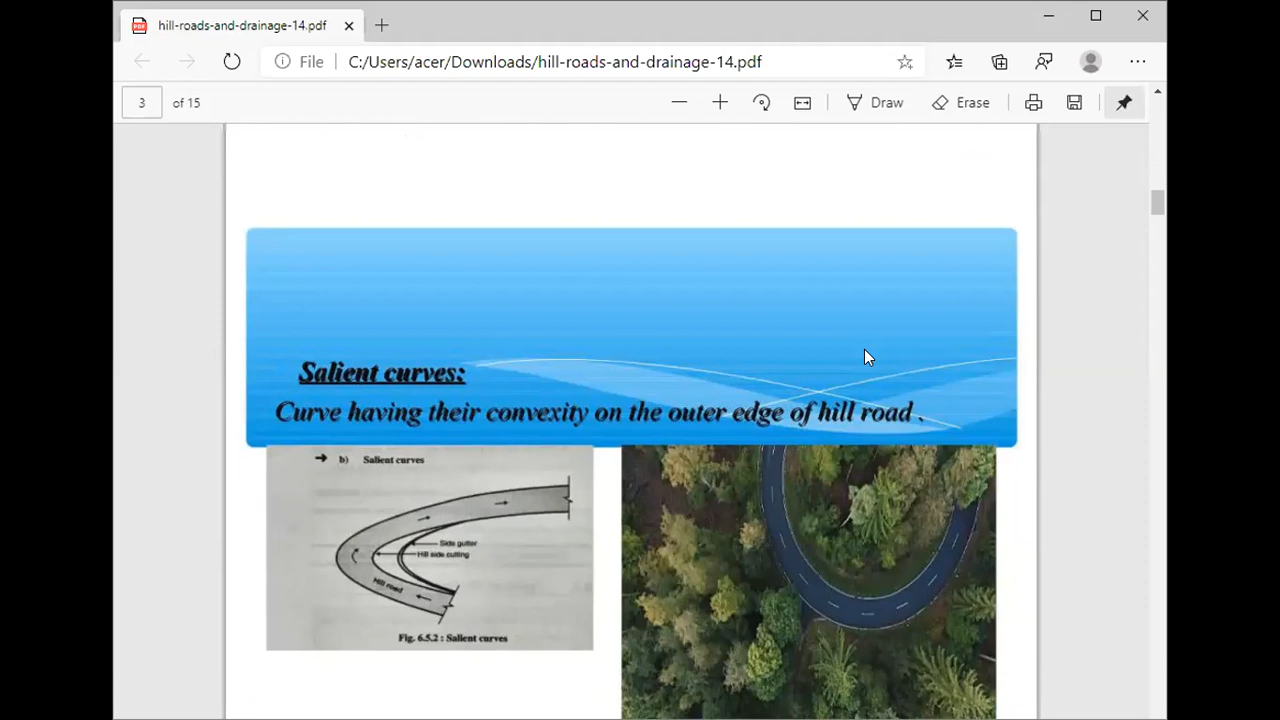 hill-roads-and-drainage-14.pdf
File C:/Users/acer/Downloads/hill-roads-and-drainage-14.pdf
3 of 15 Draw Erase
Salient curves:
Curve having their convexity on the outer edge of hill road .
b) Salient curves
Side gutter
Hill side cutting
Hill road
Fig. 6.5.2 : Salient curves